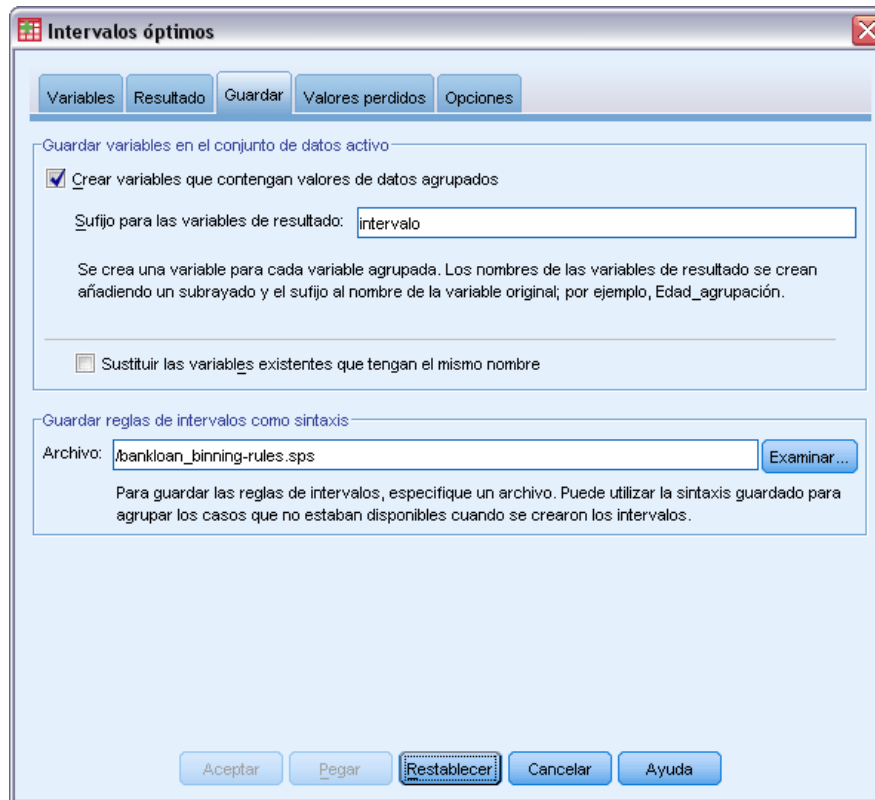 Intervalos óptimos
Variables Resultado Guardar Valores perdidos Opciones
Guardar variables en el conjunto de datos activo
Crear variables que contengan valores de datos agrupados
Sufijo para las variables de resultado: intervalo
Se crea una variable para cada variable agrupada. Los nombres de las variables de resultado se crean
añadiendo un subrayado y el sufijo al nombre de la variable original; por ejemplo, Edad_agrupación.
Sustituir las variables existentes que tengan el mismo nombre
Guardar reglas de intervalos como sintaxis
Archivo: /bankloan_binning-rules.sps Examinar...
Para guardar las reglas de intervalos, especifique un archivo. Puede utilizar la sintaxis guardado para
agrupar los casos que no estaban disponibles cuando se crearon los intervalos.
Aceptar Pegar Restablecer Cancelar Ayuda